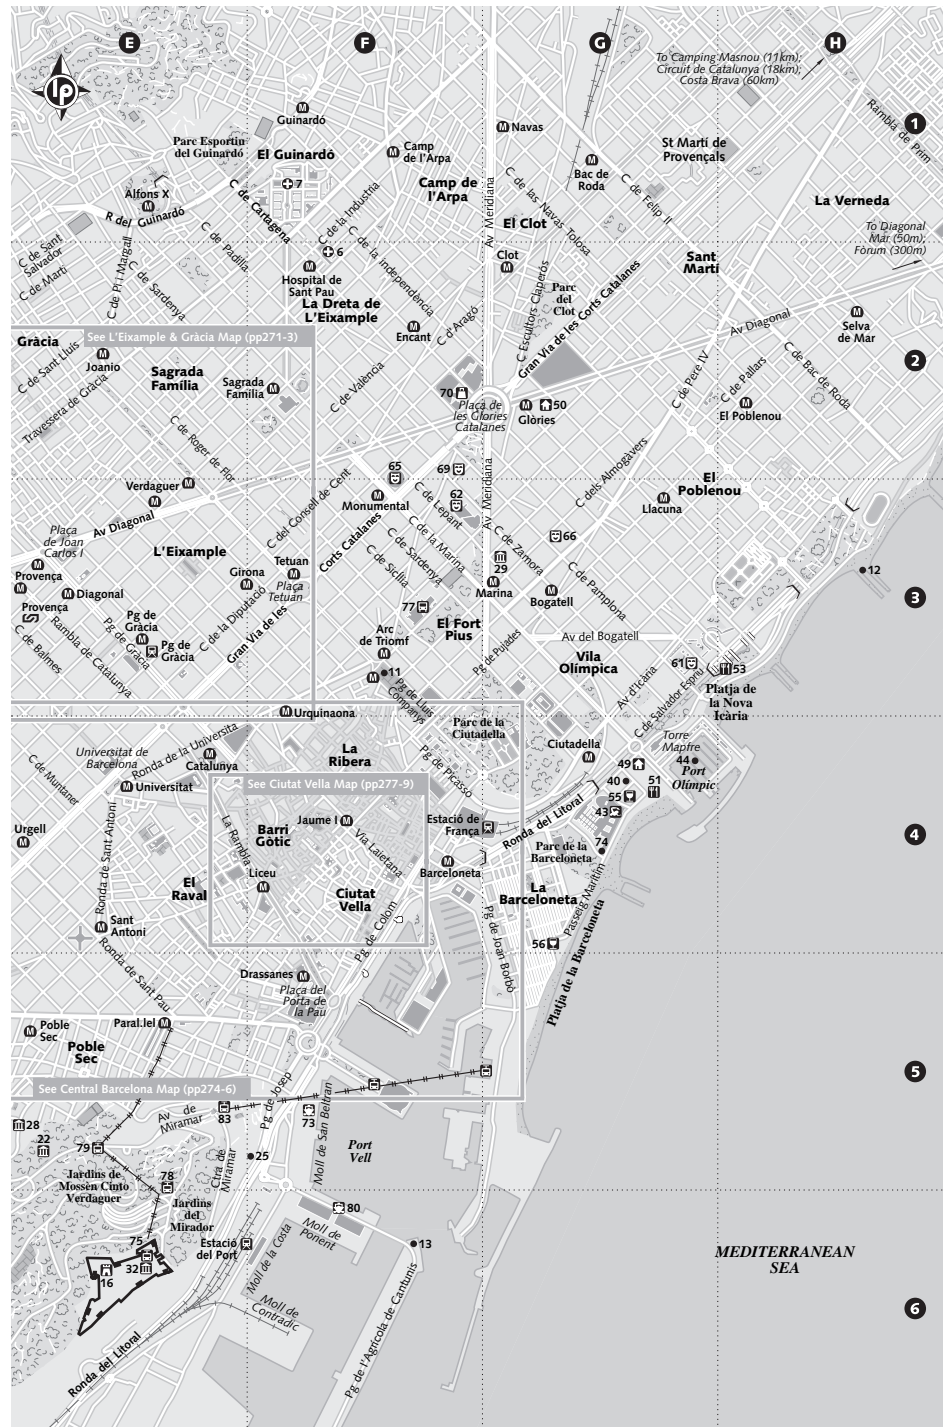 E
F
G
H
lp
To Camping Masnou (11km);
Circuit de Catalunya (18km);
Costa Brava (60km)
M
Guinardó
1
Rambla de Prim
Parc Esportiu
del Guinardó
El Guinardó
M Camp
de l'Arpa
M Navas
M
Bac de
Roda
St Martí de
Provençals
Alfons X
M
7
Camp de
l'Arpa
C de las Navas Tolosa
C de Felip II
La Verneda
R del Guinardó
C de Cartagena
C de la Industria
Av Meridiana
El Clot
To Diagonal
Mar (50m);
Fòrum (300m)
C de Sant
Salvador
C de Martí
C de Pi i Margall
C de Padilla
C de Sardenya
6
C de la Independència
M
Hospital de
Sant Pau
Clot
M
Sant
Martí
La Dreta de
L'Eixample
C Escultors Claperós
Parc
del
Clot
Gran Via de les Corts Catalanes
M
Encant
C d'Aragó
Av Diagonal
M
Selva
de Mar
Gràcia
See L'Eixample & Gràcia Map (pp271-3)
C de Sant Lluís
M
Joanio
Sagrada
Família
Sagrada
Família M
C de València
C de Pere IV
C de Pallars
C de Bac de Roda
2
Travessera de Gràcia
70
Plaça de
les Glòries
Catalanes
M
Glòries
50
M
El Poblenou
C de Roger de Flor
65
69
C dels Almogàvers
El
Poblenou
Verdaguer M
M
C del Consell de Cent
M
Monumental
62
C de Lepant
Av Meridiana
M
Llacuna
Av Diagonal
Plaça
de Joan
Carlos I
L'Eixample
Corts Catalanes
C de la Marina
C de Sardenya
C de Sicília
66
C de Zamora
C de Pamplona
29
Tetuan
M
Plaça
Tetuan
M
Provença
M
M Diagonal
Girona
M
M
Marina
M
Bogatell
12
3
Provença
C de Balmes
Rambla de Catalunya
Pg de Gràcia
Pg de
Gràcia
M
Pg de
Gràcia
C de la Diputació
Gran Via de les
77
El Fort
Pius
Arc
de Triomf
M
M
11
Pg de Lluís
Companys
Pg de Pujades
Av del Bogatell
Vila
Olímpica
Av d'Icària
C de Salvador Espriu
61
53
Platja de
la Nova
Icària
M Urquinaona
Parc de la
Ciutadella
Universitat de
Barcelona
Ronda de la Universita
M
Catalunya
La
Ribera
Pg de Picasso
Ciutadella
M
Torre
Mapfre
44
Port
Olímpic
C de Muntaner
M Universitat
See Ciutat Vella Map (pp277-9)
49
40
51
55
43
Urgell
M
Ronda de Sant Antoni
La Rambla
Barri
Gòtic
Jaume I M
Via Laietana
Estació de
França
Ronda del Litoral
74
4
M
Barceloneta
Parc de la
Barceloneta
El
Raval
Liceu
M
Ciutat
Vella
La
Barceloneta
Passeig Marítim
Sant
Antoni
M
Pg de Colom
Pg de Joan Borbó
56
Platja de la Barceloneta
Ronda de Sant Pau
Drassanes M
Plaça del
Porta de
la Pau
M Poble
Sec
Paral.lel M
Poble
Sec
5
See Central Barcelona Map (pp274-6)
Av de
Miramar
83
Pg de Josep
73
Moll de San Beltran
28
22
79
25
Port
Vell
Ctra de
Miramar
Jardins de
Mossèn Cinto
Verdaguer
78
Jardins
del
Mirador
80
Moll de
Ponent
Estació
del Port
75
32
16
Moll de la Costa
13
MEDITERRANEAN
SEA
Moll de
Contradic
6
Ronda del Litoral
Pg de l'Agrícola de Cantunis